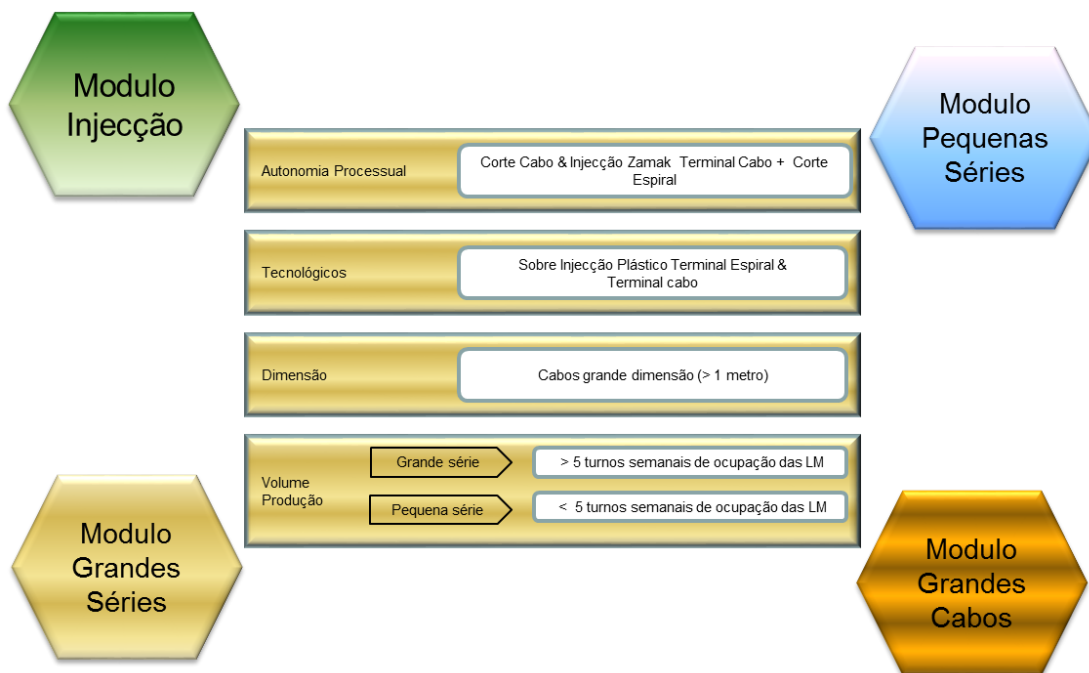 Modulo
Injecção
Modulo
Pequenas
Séries
Autonomia Processual
Corte Cabo & Injecção Zamak Terminal Cabo + Corte
Espiral
Tecnológicos
Sobre Injecção Plástico Terminal Espiral &
Terminal cabo
Dimensão
Cabos grande dimensão (> 1 metro)
Volume
Produção
Grande série
> 5 turnos semanais de ocupação das LM
Pequena série
< 5 turnos semanais de ocupação das LM
Modulo
Grandes
Séries
Modulo
Grandes
Cabos